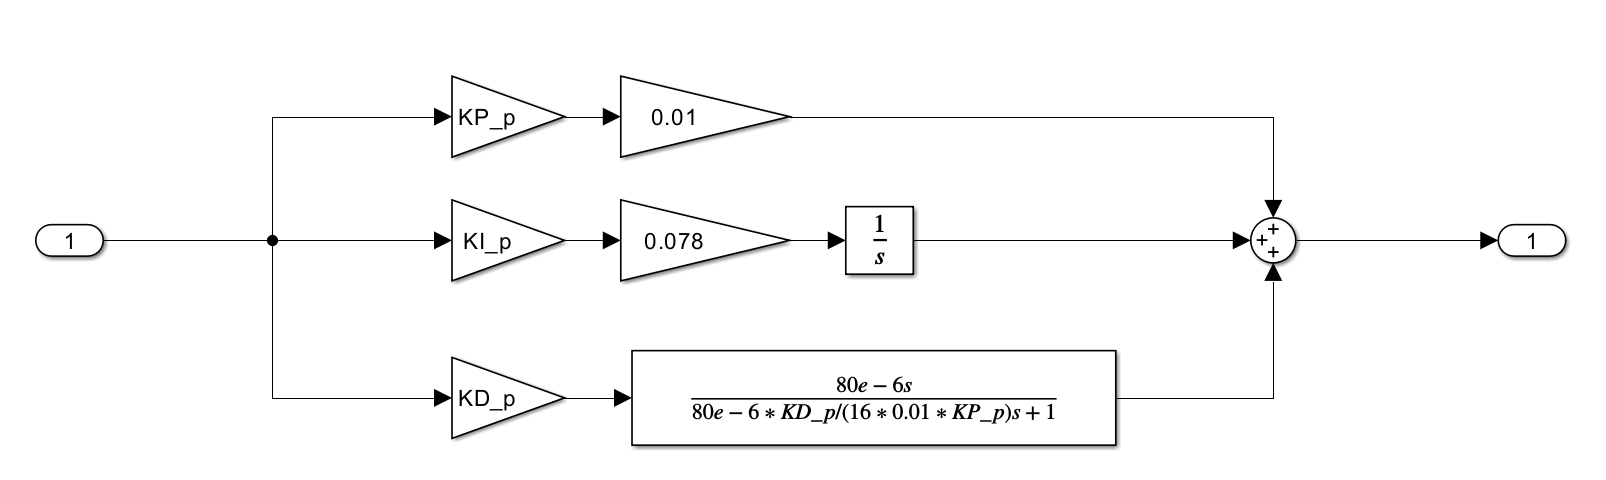 KP_p
0.01
1
KI_p
0.078
1
s
+
+
+
1
KD_p
80e − 6s
80e − 6 * KD_p/(16 * 0.01 * KP_p)s + 1